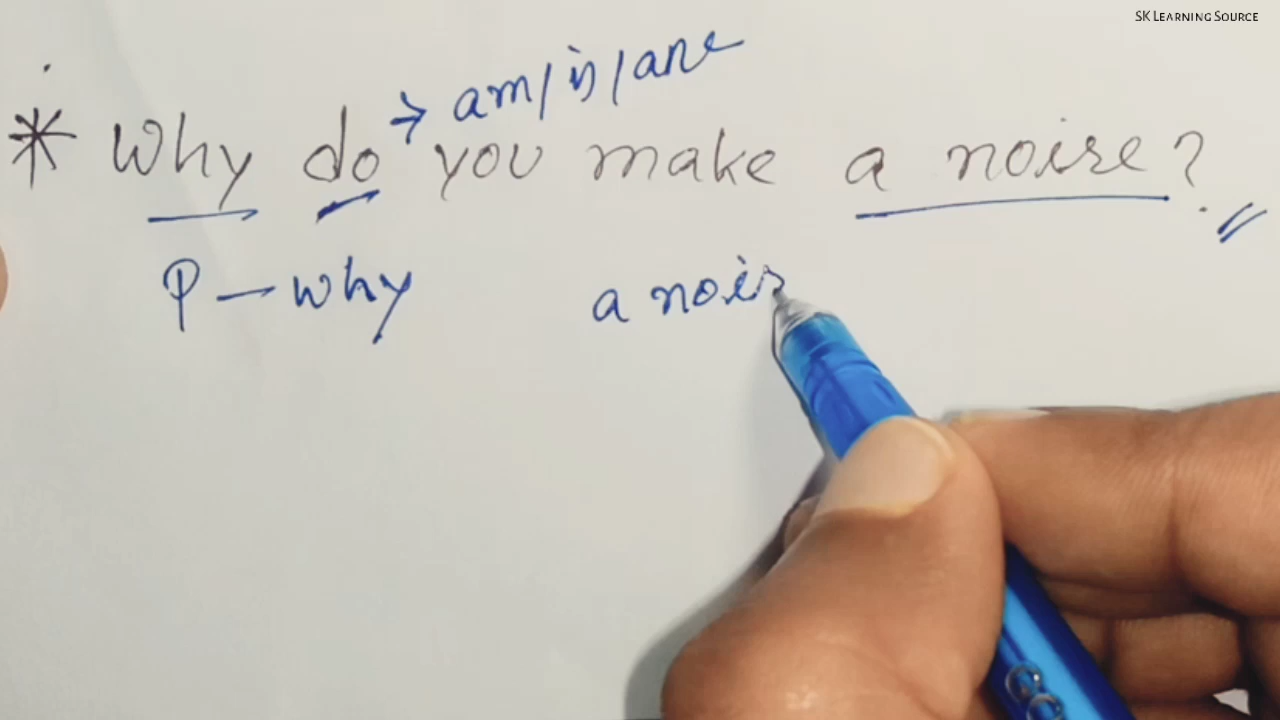 SK LEARNING SOURCE
→ am/is/are
* Why do you make a noise?
P - why a nois